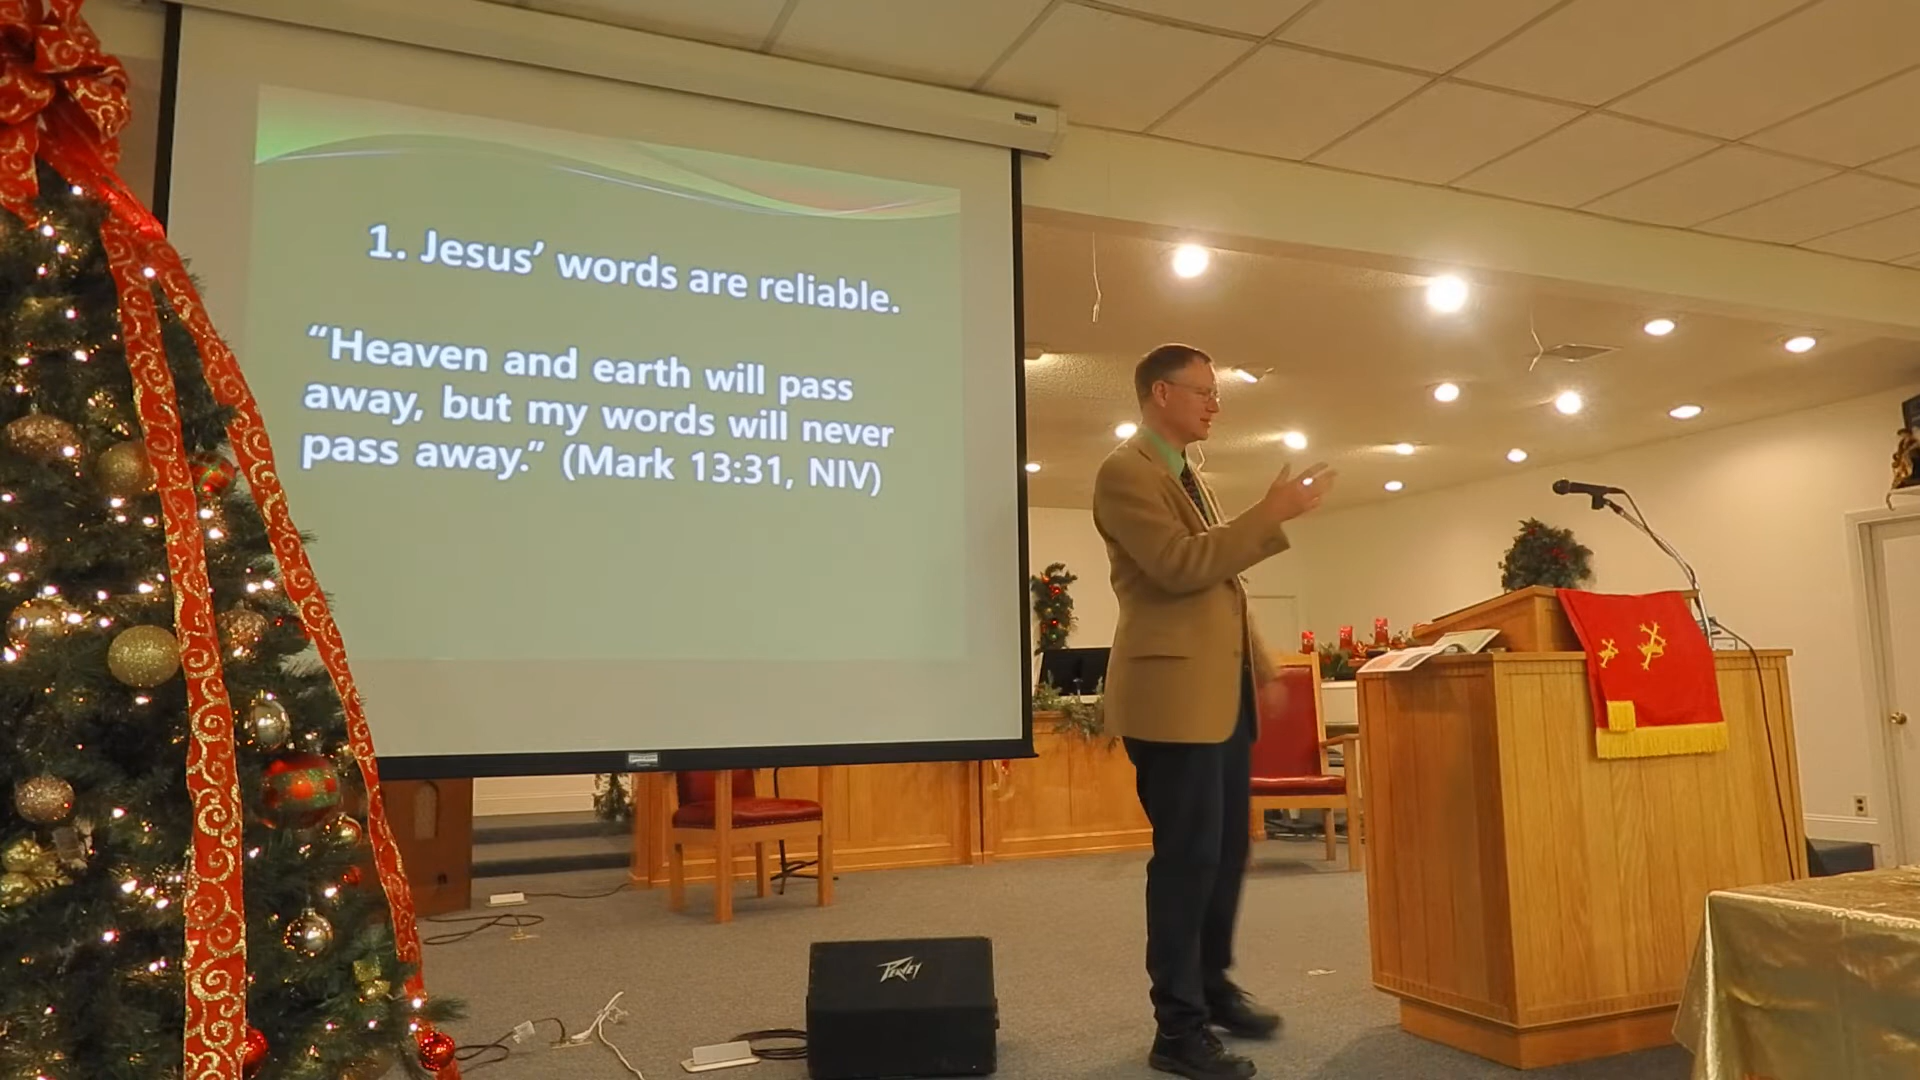 1. Jesus’ words are reliable.
“Heaven and earth will pass
away, but my words will never
pass away.” (Mark 13:31, NIV)
PEAVEY